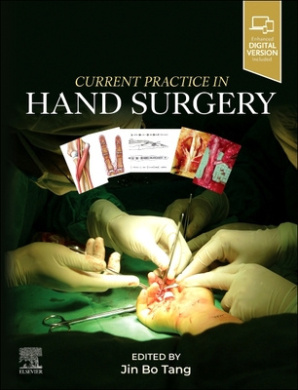 Enhanced
DIGITAL
VERSION
Included
CURRENT PRACTICE IN
HAND SURGERY
EDITED BY
Jin Bo Tang
ELSEVIER